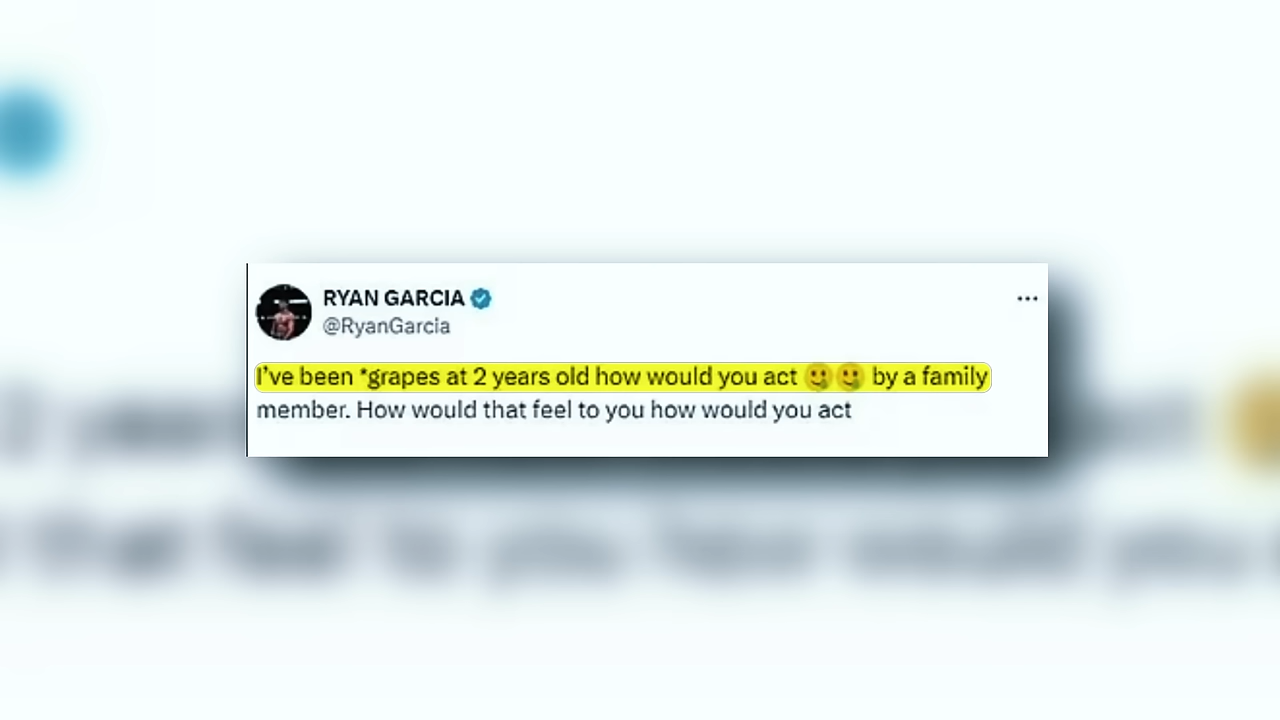 RYAN GARCIA
@RyanGarcia
I've been *grapes at 2 years old how would you act 🥲🥲 by a family
member. How would that feel to you how would you act